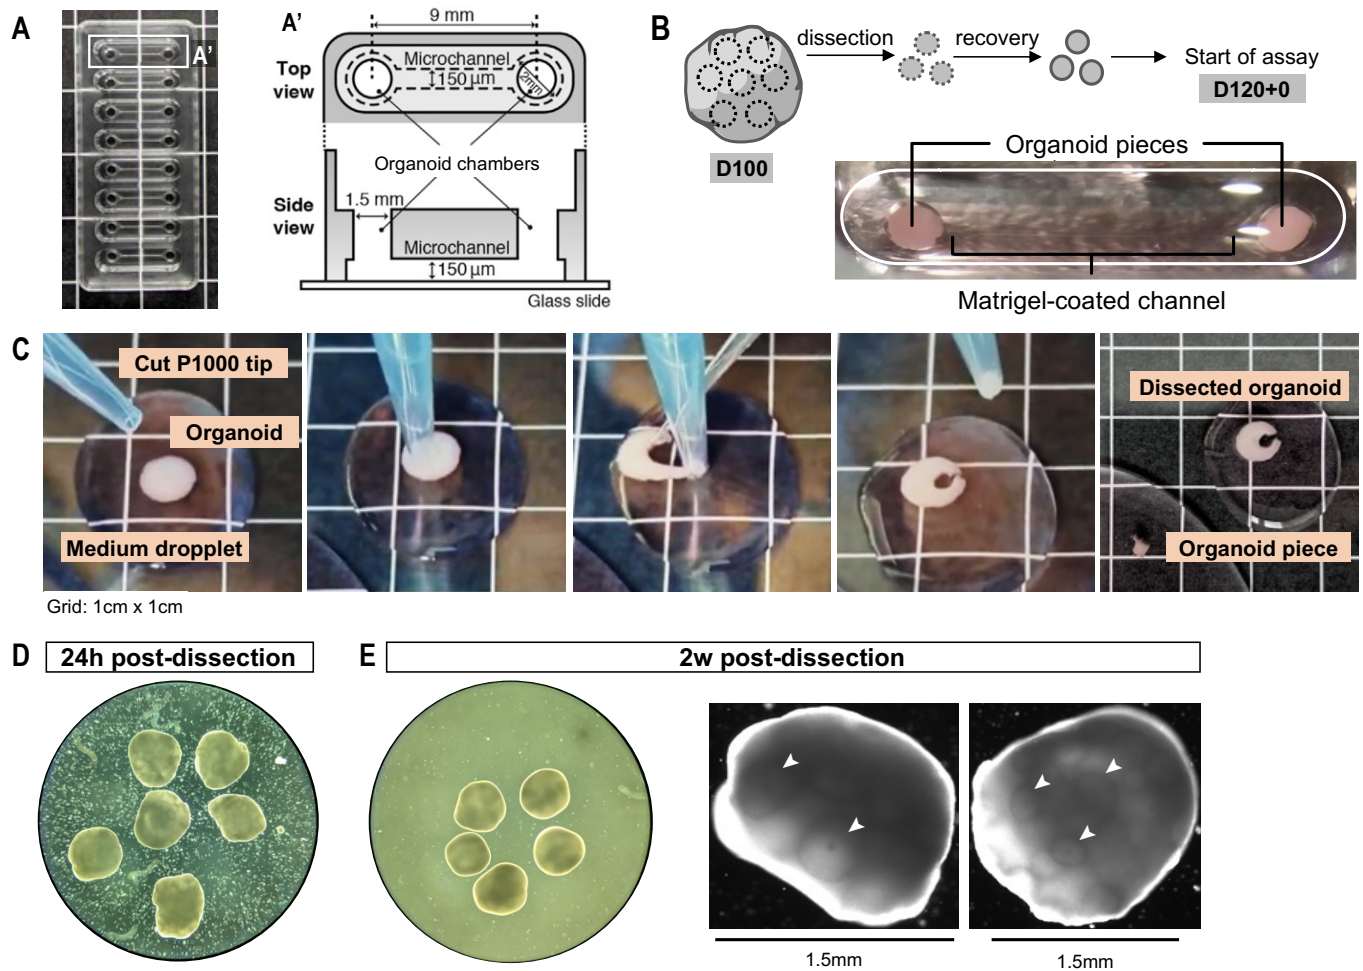 A
A'
A'
9 mm
Top
view
Microchannel
150 µm
2mm
Organoid chambers
Side
view
1.5 mm
Microchannel
150 µm
Glass slide
B
dissection
recovery
Start of assay
D120+0
D100
Organoid pieces
Matrigel-coated channel
C
Cut P1000 tip
Organoid
Medium dropplet
Dissected organoid
Organoid piece
Grid: 1cm x 1cm
D
24h post-dissection
E
2w post-dissection
1.5mm
1.5mm